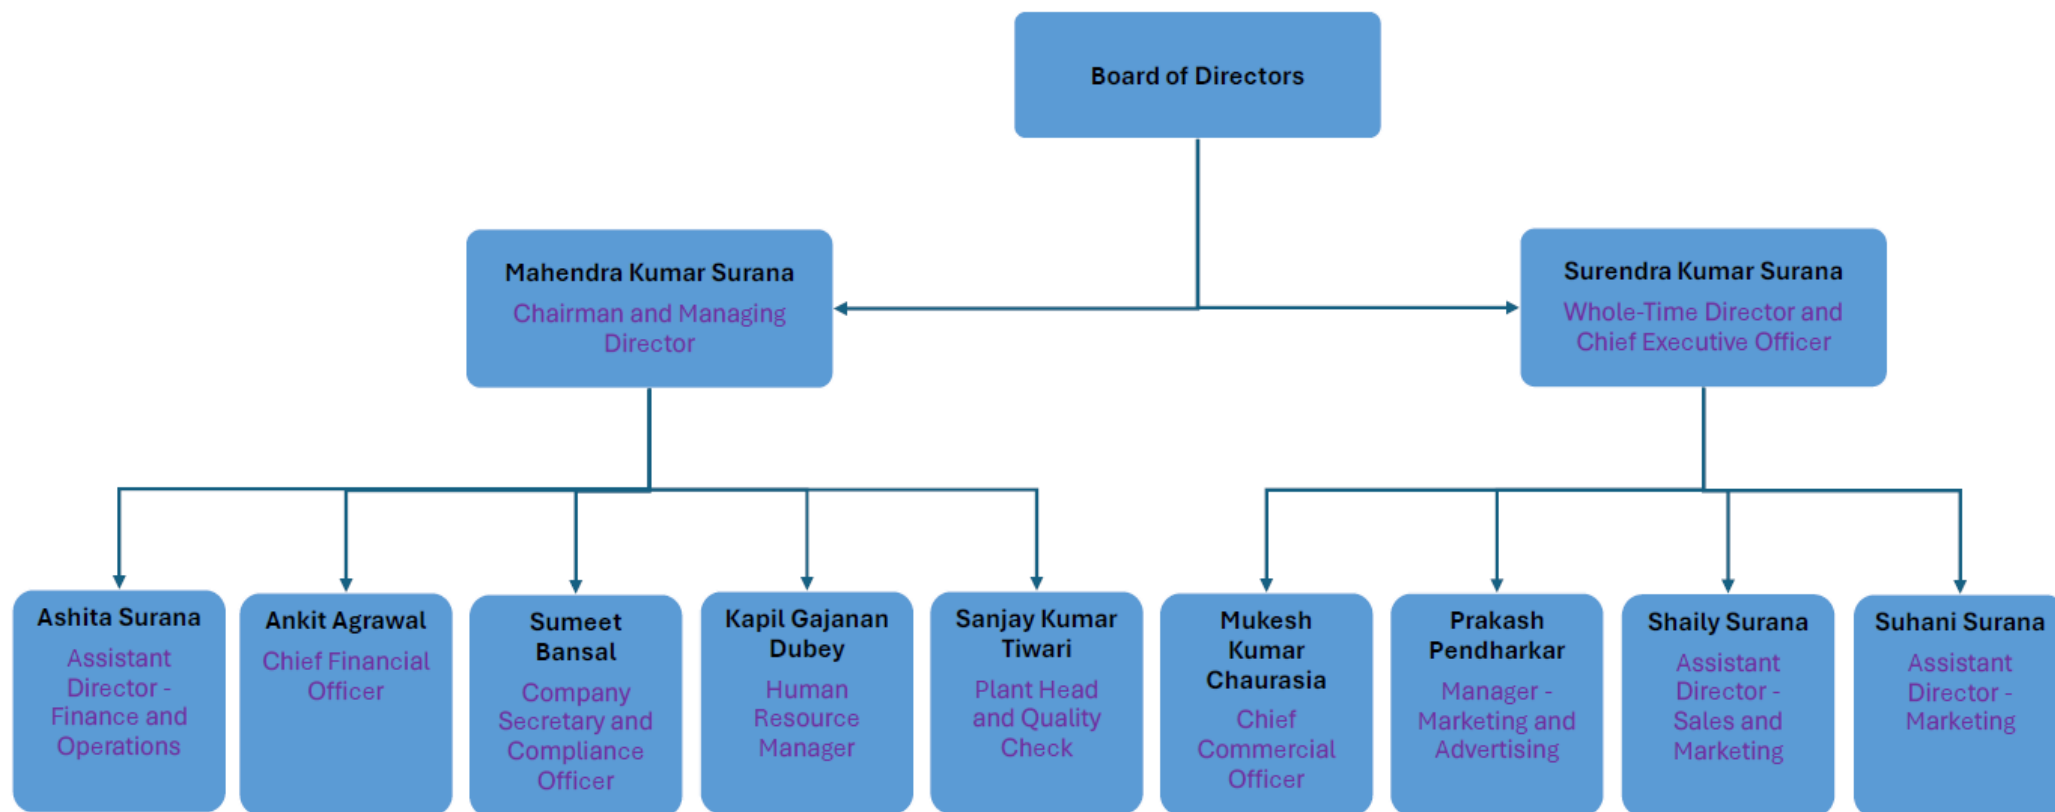 Board of Directors
Mahendra Kumar Surana
Chairman and Managing
Director
Surendra Kumar Surana
Whole-Time Director and
Chief Executive Officer
Ashita Surana
Assistant
Director -
Finance and
Operations
Ankit Agrawal
Chief Financial
Officer
Sumeet
Bansal
Company
Secretary and
Compliance
Officer
Kapil Gajanan
Dubey
Human
Resource
Manager
Sanjay Kumar
Tiwari
Plant Head
and Quality
Check
Mukesh
Kumar
Chaurasia
Chief
Commercial
Officer
Prakash
Pendharkar
Manager -
Marketing and
Advertising
Shaily Surana
Assistant
Director -
Sales and
Marketing
Suhani Surana
Assistant
Director -
Marketing